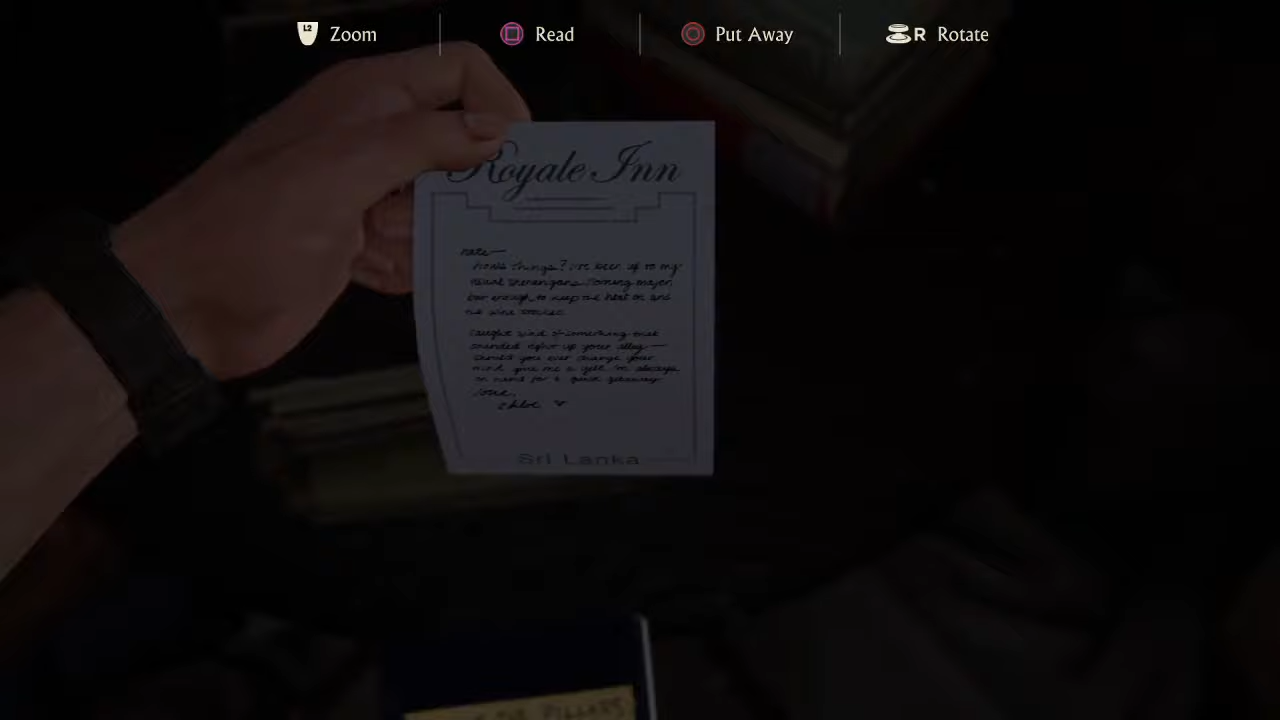 L2 Zoom
Read
Put Away
R Rotate
Royale Inn
nate—
how's things? i've been up to my
usual shenanigans. nothing major,
but enough to keep the heat on and
the wine stocked.
caught wind of something that
sounded right up your alley—
should you ever change your
mind give me a yell. i'm always
on hand for a quick getaway.
love,
chloe
Sri Lanka
PILLARS